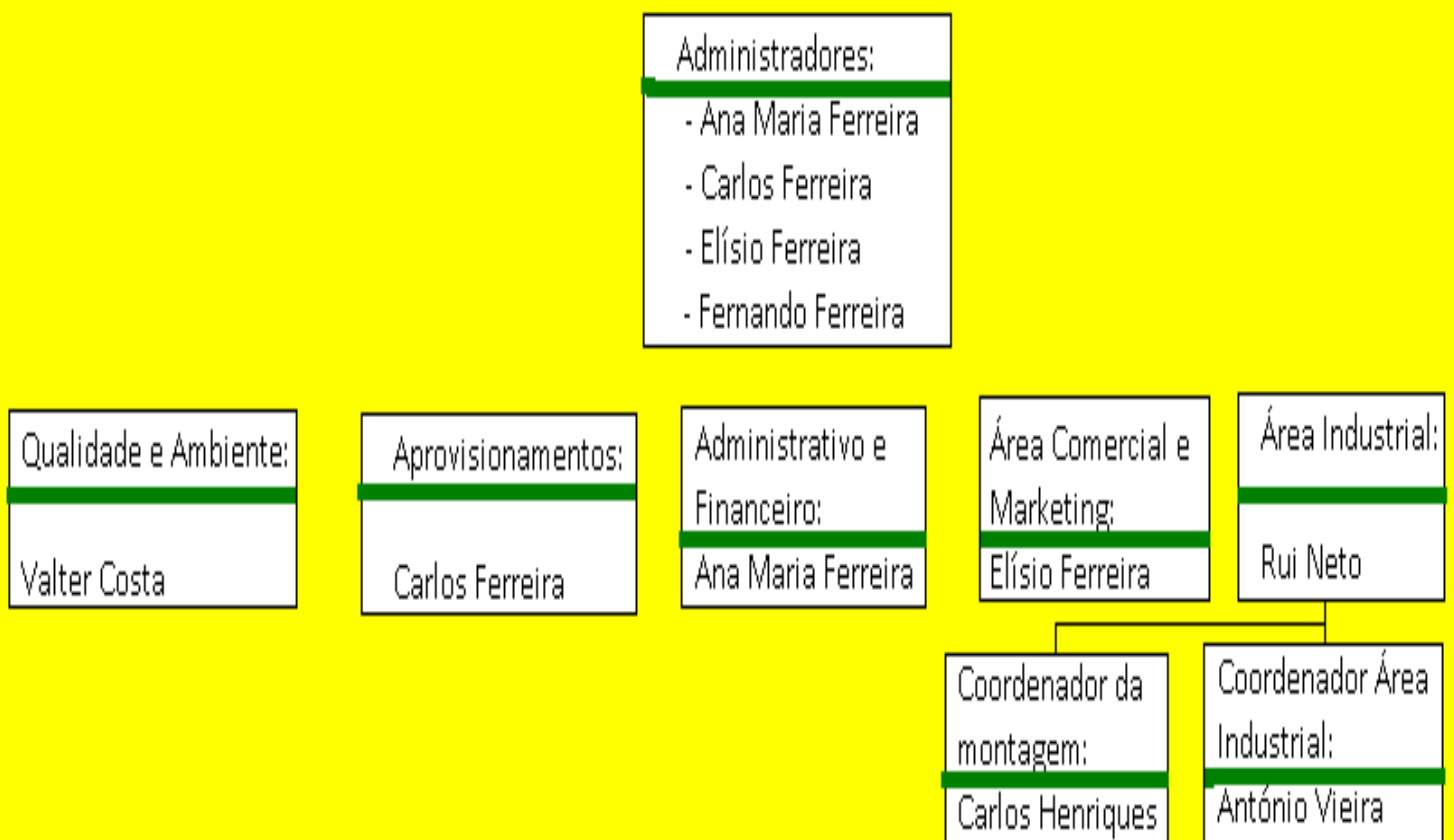 Administradores:
- Ana Maria Ferreira
- Carlos Ferreira
- Elísio Ferreira
- Fernando Ferreira
Qualidade e Ambiente:
Valter Costa
Aprovisionamentos:
Carlos Ferreira
Administrativo e
Financeiro:
Ana Maria Ferreira
Área Comercial e
Marketing:
Elísio Ferreira
Área Industrial:
Rui Neto
Coordenador da
montagem:
Carlos Henriques
Coordenador Área
Industrial:
António Vieira